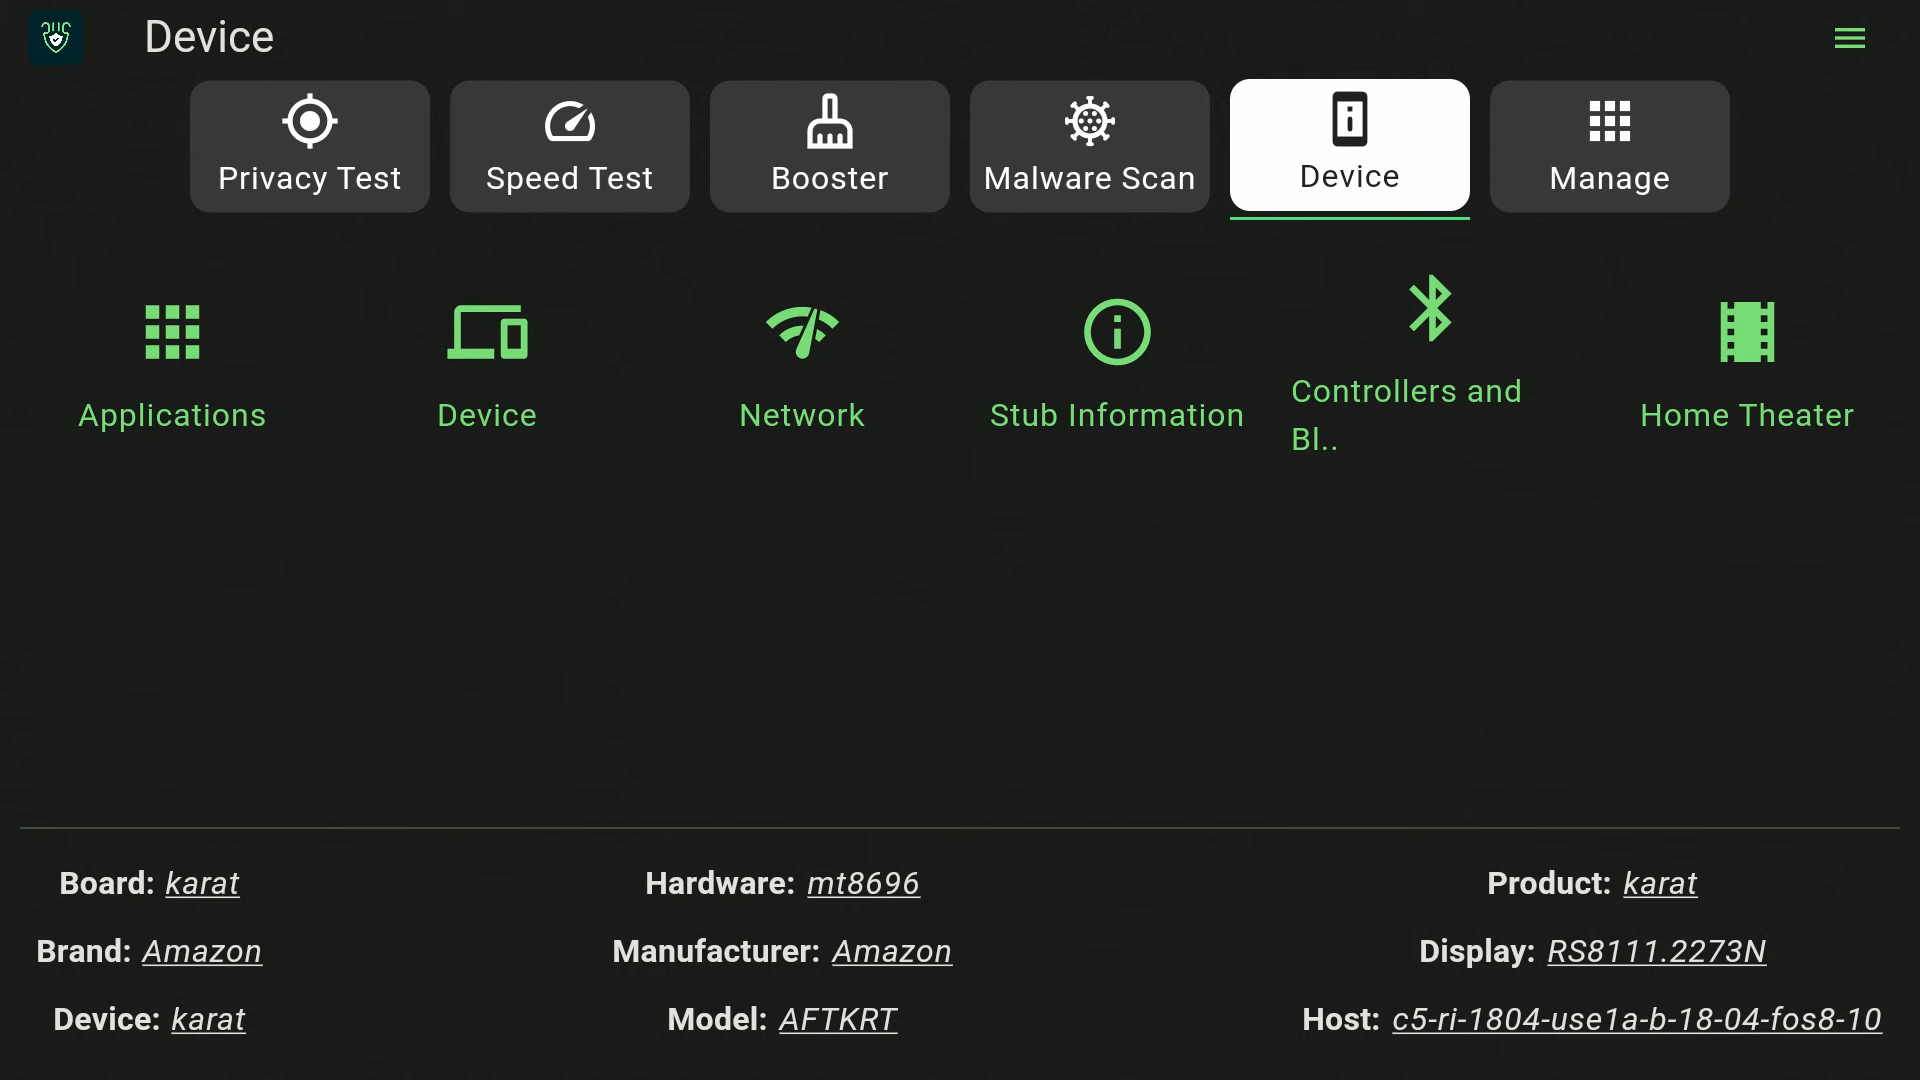 Device
Privacy Test
Speed Test
Booster
Malware Scan
Device
Manage
Applications
Device
Network
Stub Information
Controllers and
Bl..
Home Theater
Board: karat
Hardware: mt8696
Product: karat
Brand: Amazon
Manufacturer: Amazon
Display: RS8111.2273N
Device: karat
Model: AFTKRT
Host: c5-ri-1804-use1a-b-18-04-fos8-10